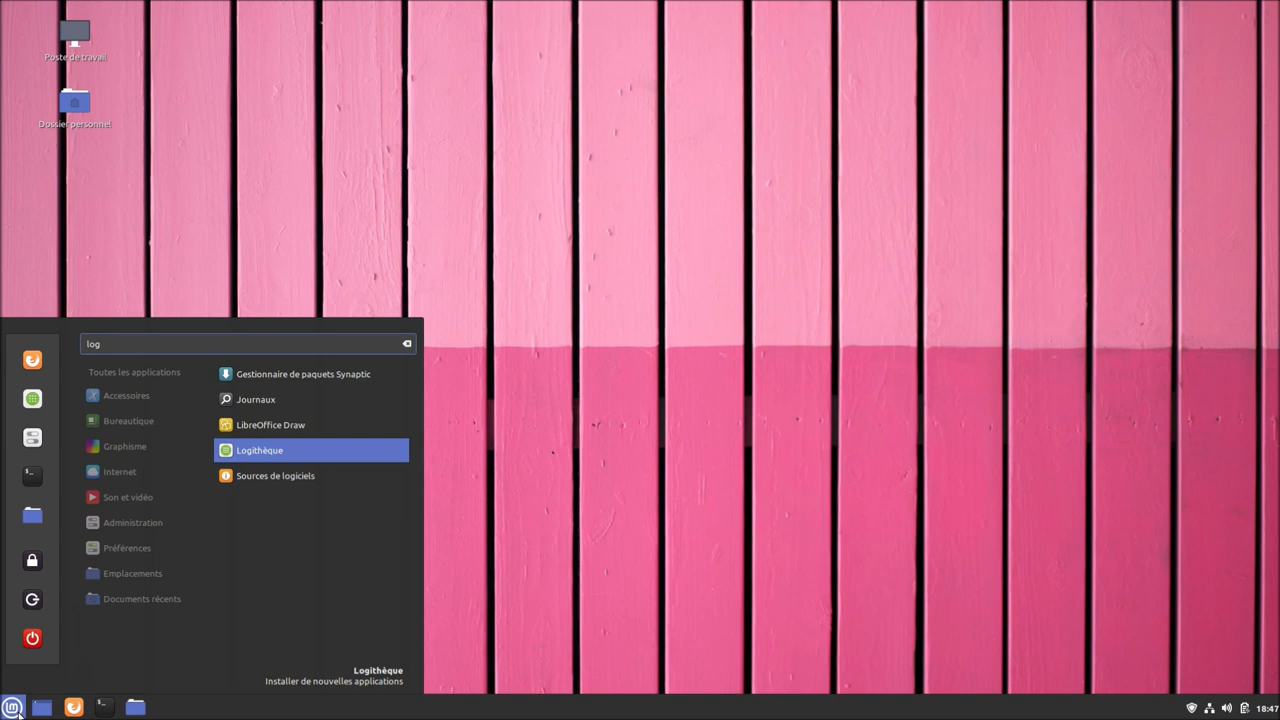 Poste de travail
Dossier personnel
log
Toutes les applications
Accessoires
Bureautique
Graphisme
Internet
Son et vidéo
Administration
Préférences
Emplacements
Documents récents
Gestionnaire de paquets Synaptic
Journaux
LibreOffice Draw
Logithèque
Sources de logiciels
Logithèque
Installer de nouvelles applications
18:47